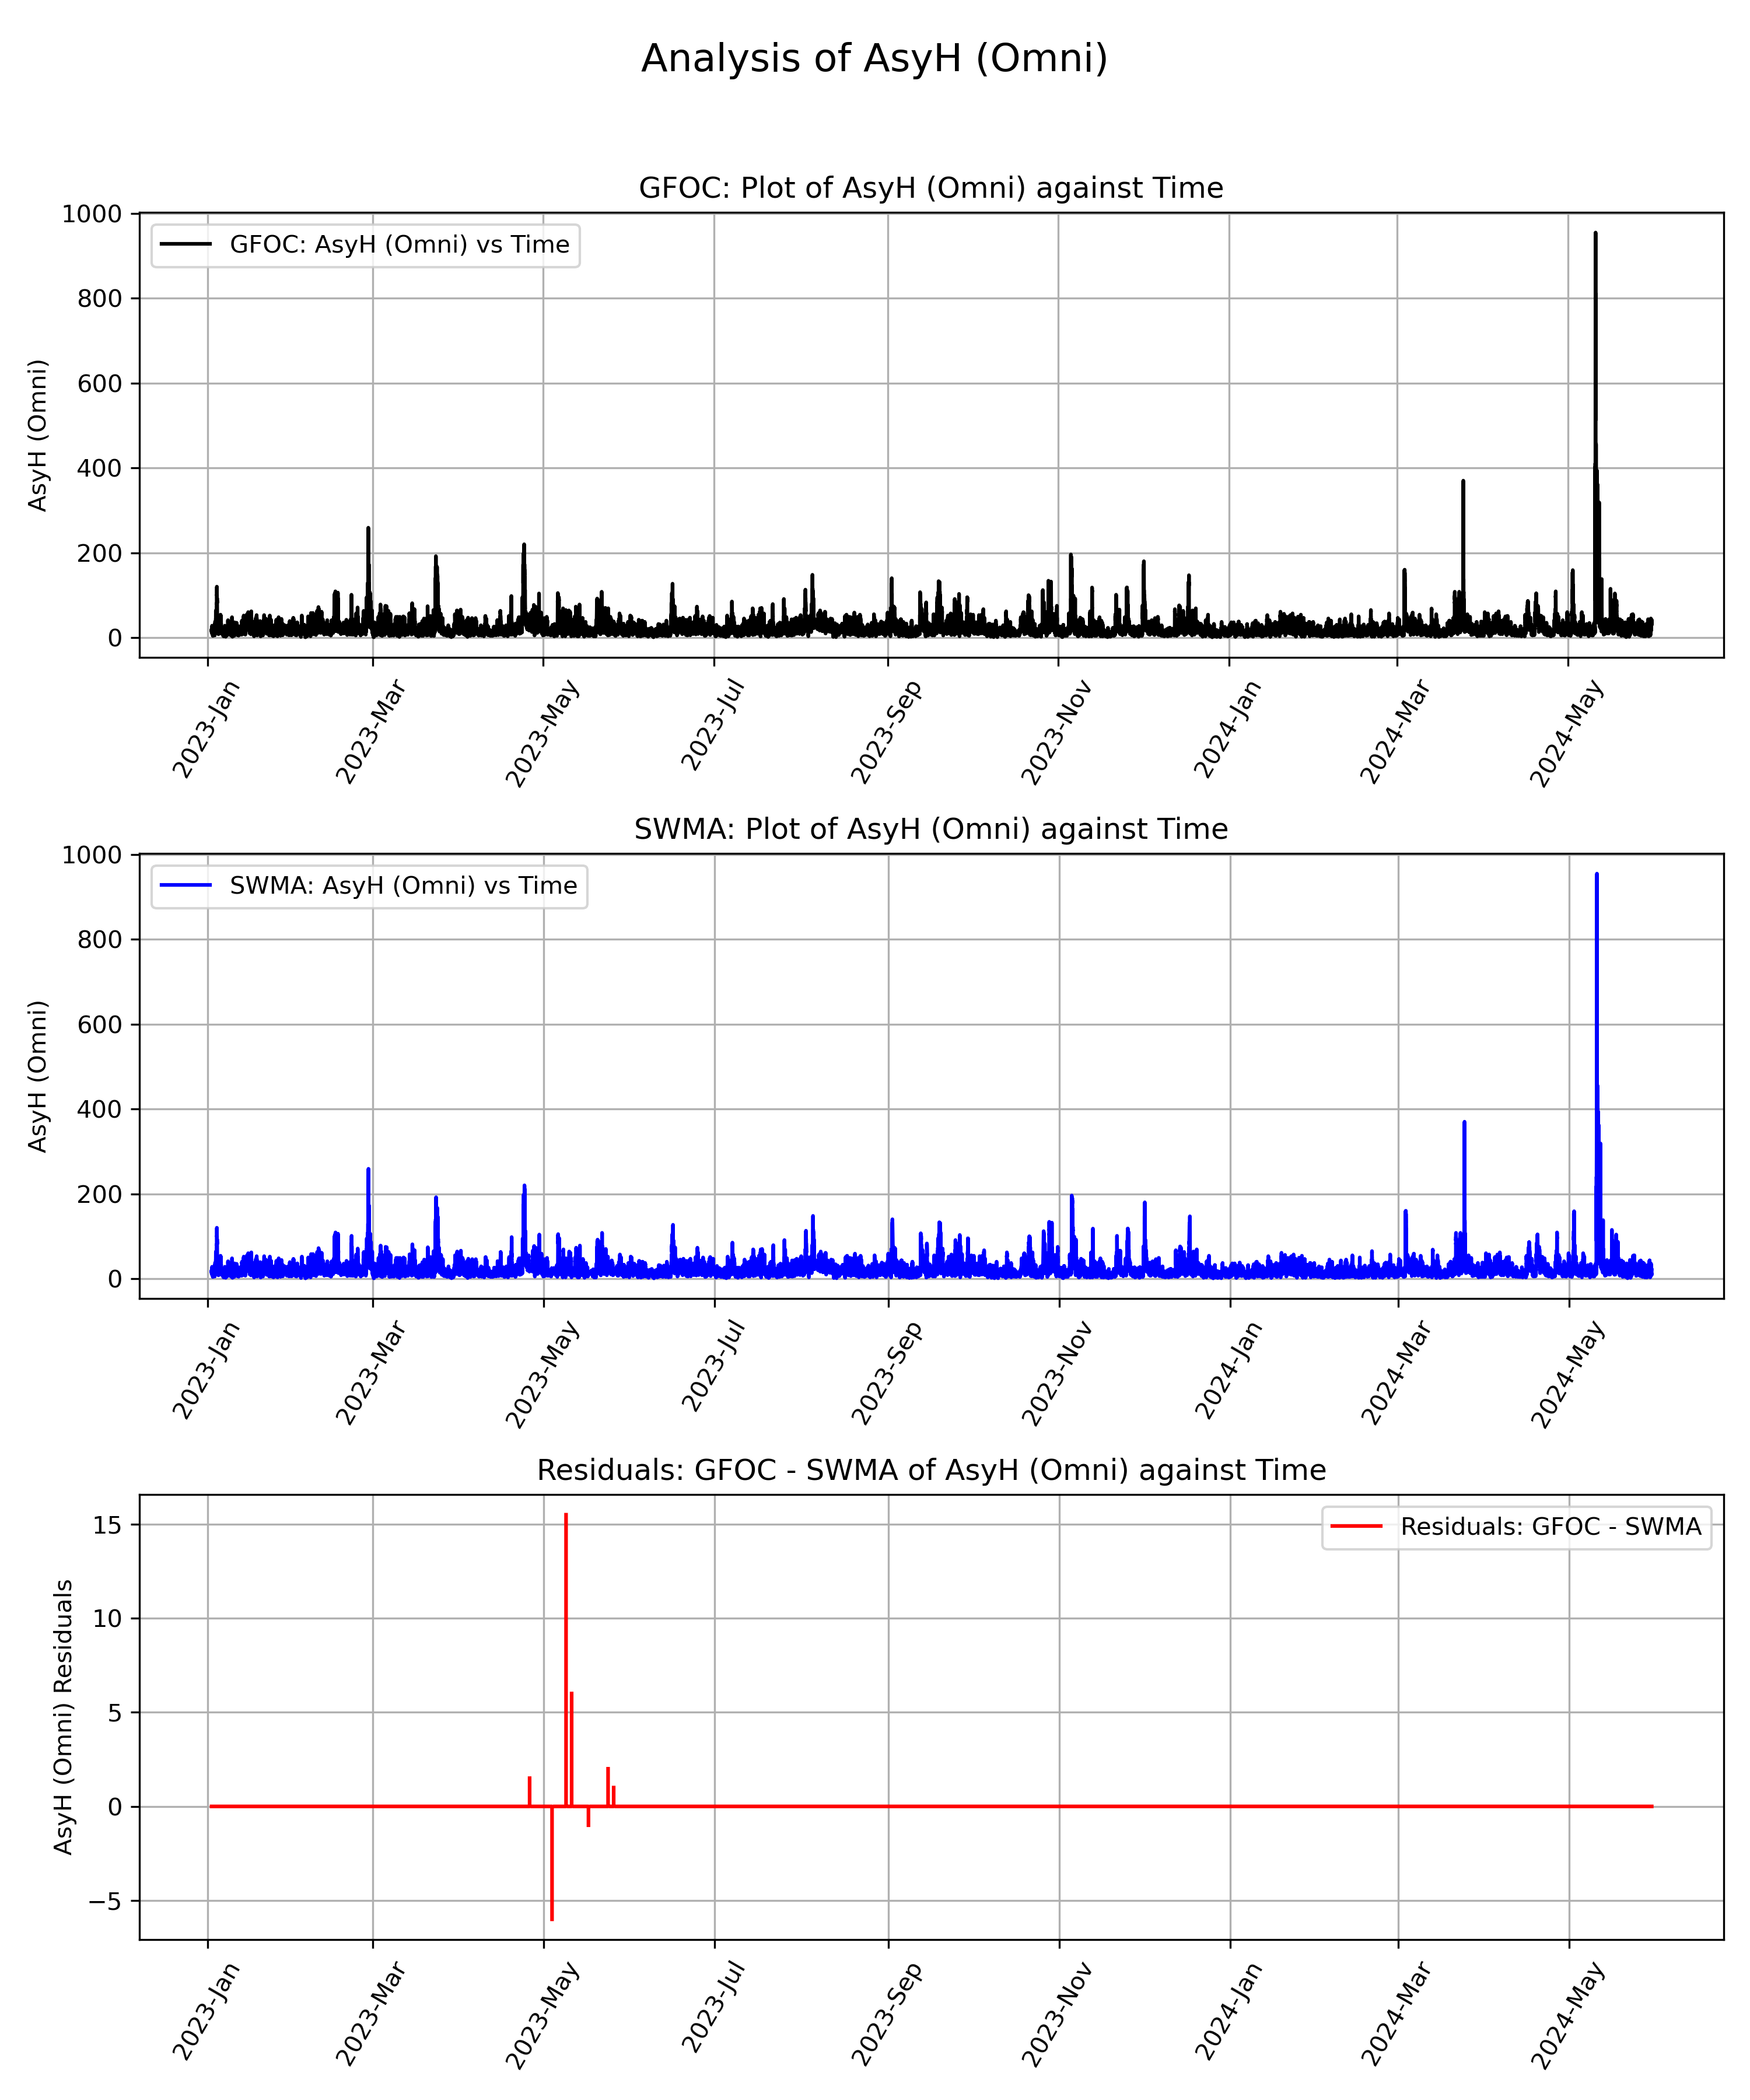 Analysis of AsyH (Omni)
GFOC: Plot of AsyH (Omni) against Time
GFOC: AsyH (Omni) vs Time
AsyH (Omni)
1000
800
600
400
200
0
2023-Jan
2023-Mar
2023-May
2023-Jul
2023-Sep
2023-Nov
2024-Jan
2024-Mar
2024-May
SWMA: Plot of AsyH (Omni) against Time
SWMA: AsyH (Omni) vs Time
AsyH (Omni)
1000
800
600
400
200
0
2023-Jan
2023-Mar
2023-May
2023-Jul
2023-Sep
2023-Nov
2024-Jan
2024-Mar
2024-May
Residuals: GFOC - SWMA of AsyH (Omni) against Time
Residuals: GFOC - SWMA
AsyH (Omni) Residuals
15
10
5
0
−5
2023-Jan
2023-Mar
2023-May
2023-Jul
2023-Sep
2023-Nov
2024-Jan
2024-Mar
2024-May